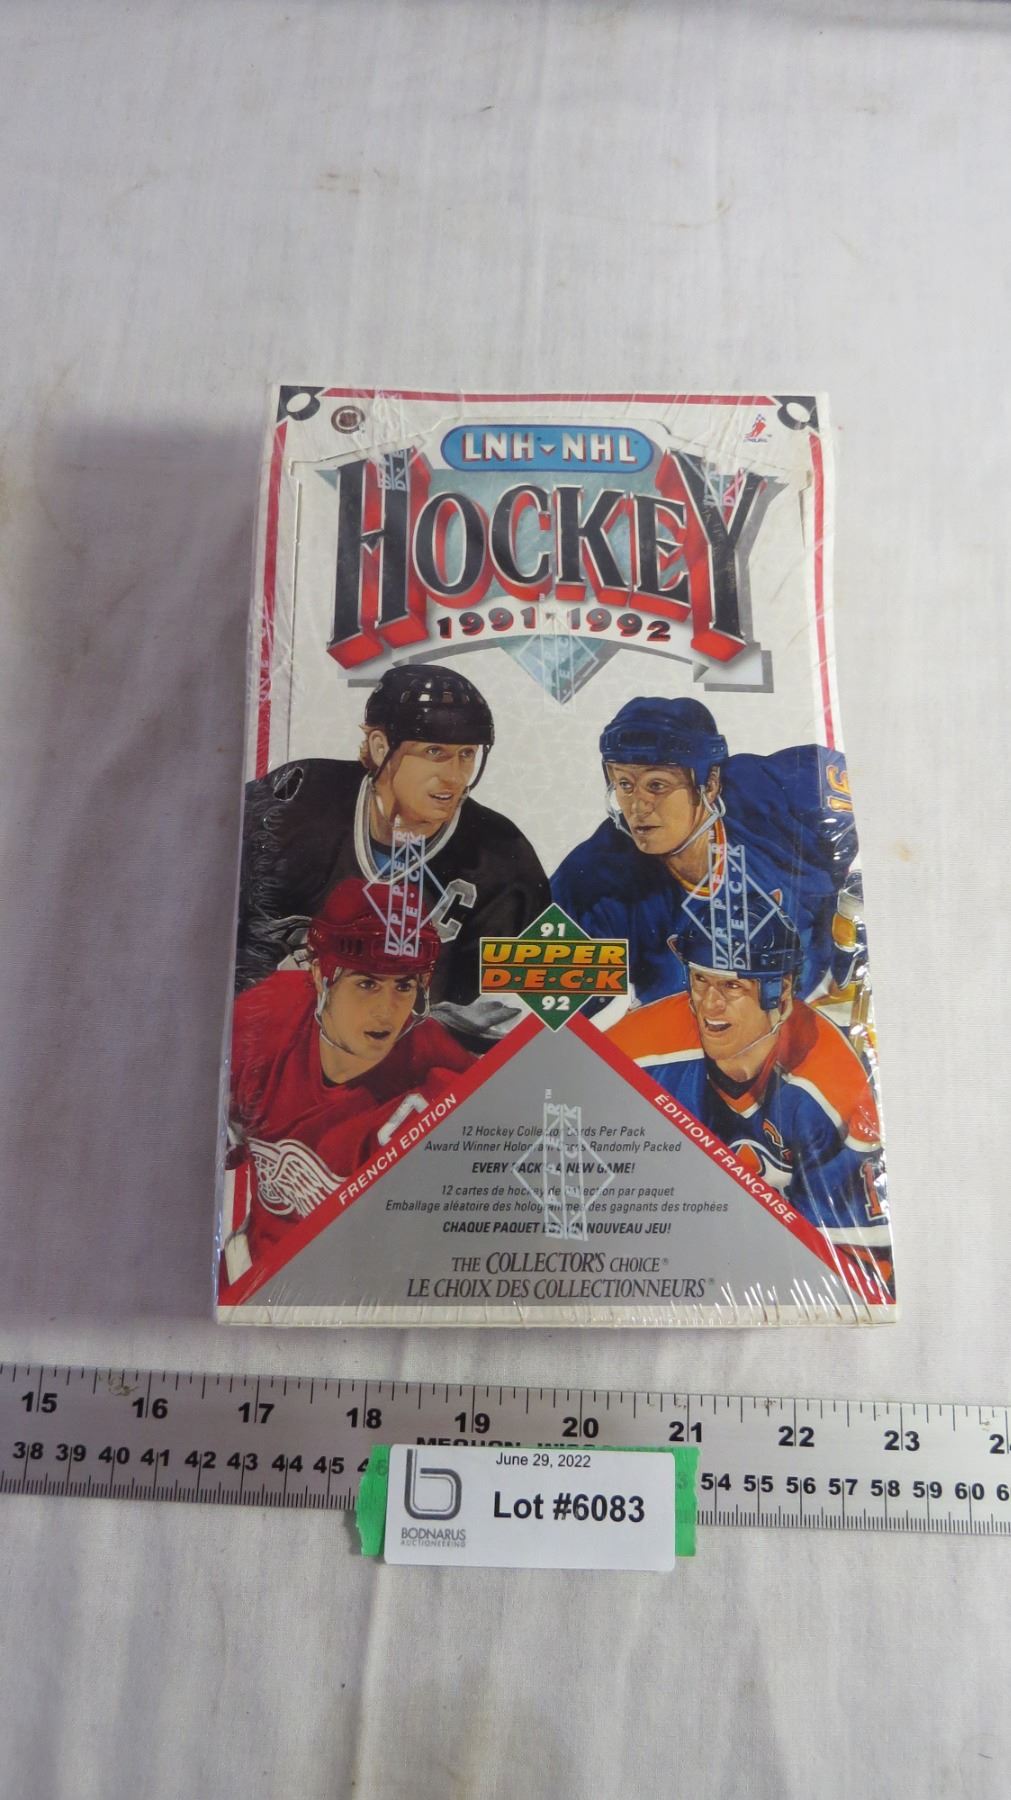 LNH NHL
HOCKEY
1991-1992
16
C
UPPER
D·E·C·K
UPPER
D·E·C·K
91
UPPER
D·E·C·K
92
FRENCH EDITION
ÉDITION FRANÇAISE
12 Hockey Collector Cards Per Pack
Award Winner Hologram Cards Randomly Packed
EVERY PACK'S A NEW GAME!
12 cartes de hockey de collection par paquet
Emballage aléatoire des hologrammes des gagnants des trophées
CHAQUE PAQUET EST UN NOUVEAU JEU!
THE COLLECTOR'S CHOICE®
LE CHOIX DES COLLECTIONNEURS®
15 16 17 18 19 20 21 22 23
38 39 40 41 42 43 44 45 54 55 56 57 58 59 60
June 29, 2022
Lot #6083
BODNARUS
AUCTIONEERING